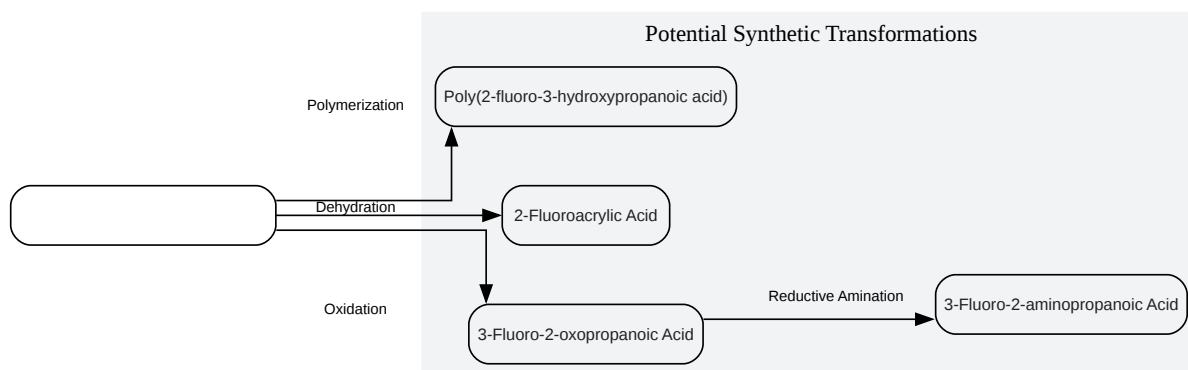 Potential Synthetic Transformations
Polymerization
Poly(2-fluoro-3-hydroxypropanoic acid)
Dehydration
2-Fluoroacrylic Acid
Oxidation
3-Fluoro-2-oxopropanoic Acid
Reductive Amination
3-Fluoro-2-aminopropanoic Acid